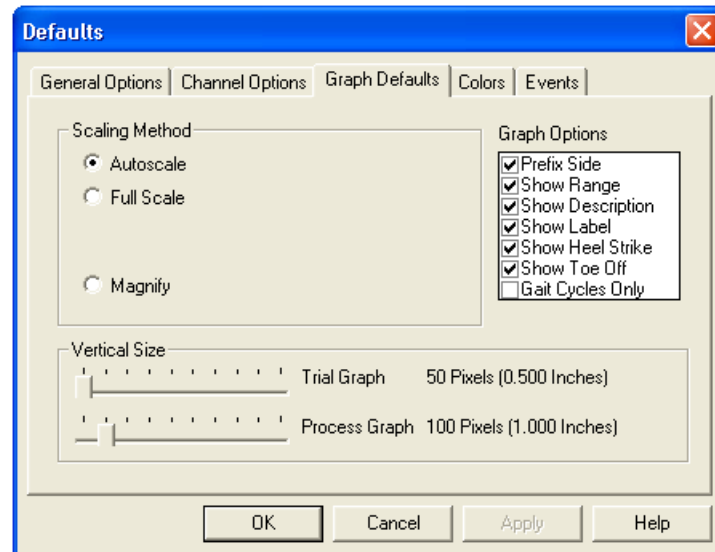 Defaults
General Options Channel Options Graph Defaults Colors Events
Scaling Method
Autoscale
Full Scale
Magnify
Graph Options
Prefix Side
Show Range
Show Description
Show Label
Show Heel Strike
Show Toe Off
Gait Cycles Only
Vertical Size
Trial Graph 50 Pixels (0.500 Inches)
Process Graph 100 Pixels (1.000 Inches)
OK Cancel Apply Help